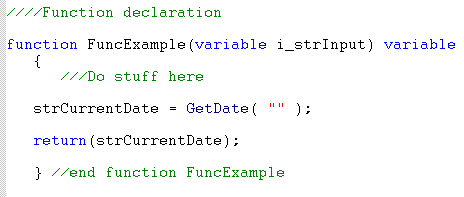 ////Function declaration
function FuncExample(variable i_strInput) variable
{
///Do stuff here
strCurrentDate = GetDate( "" );
return(strCurrentDate);
} //end function FuncExample